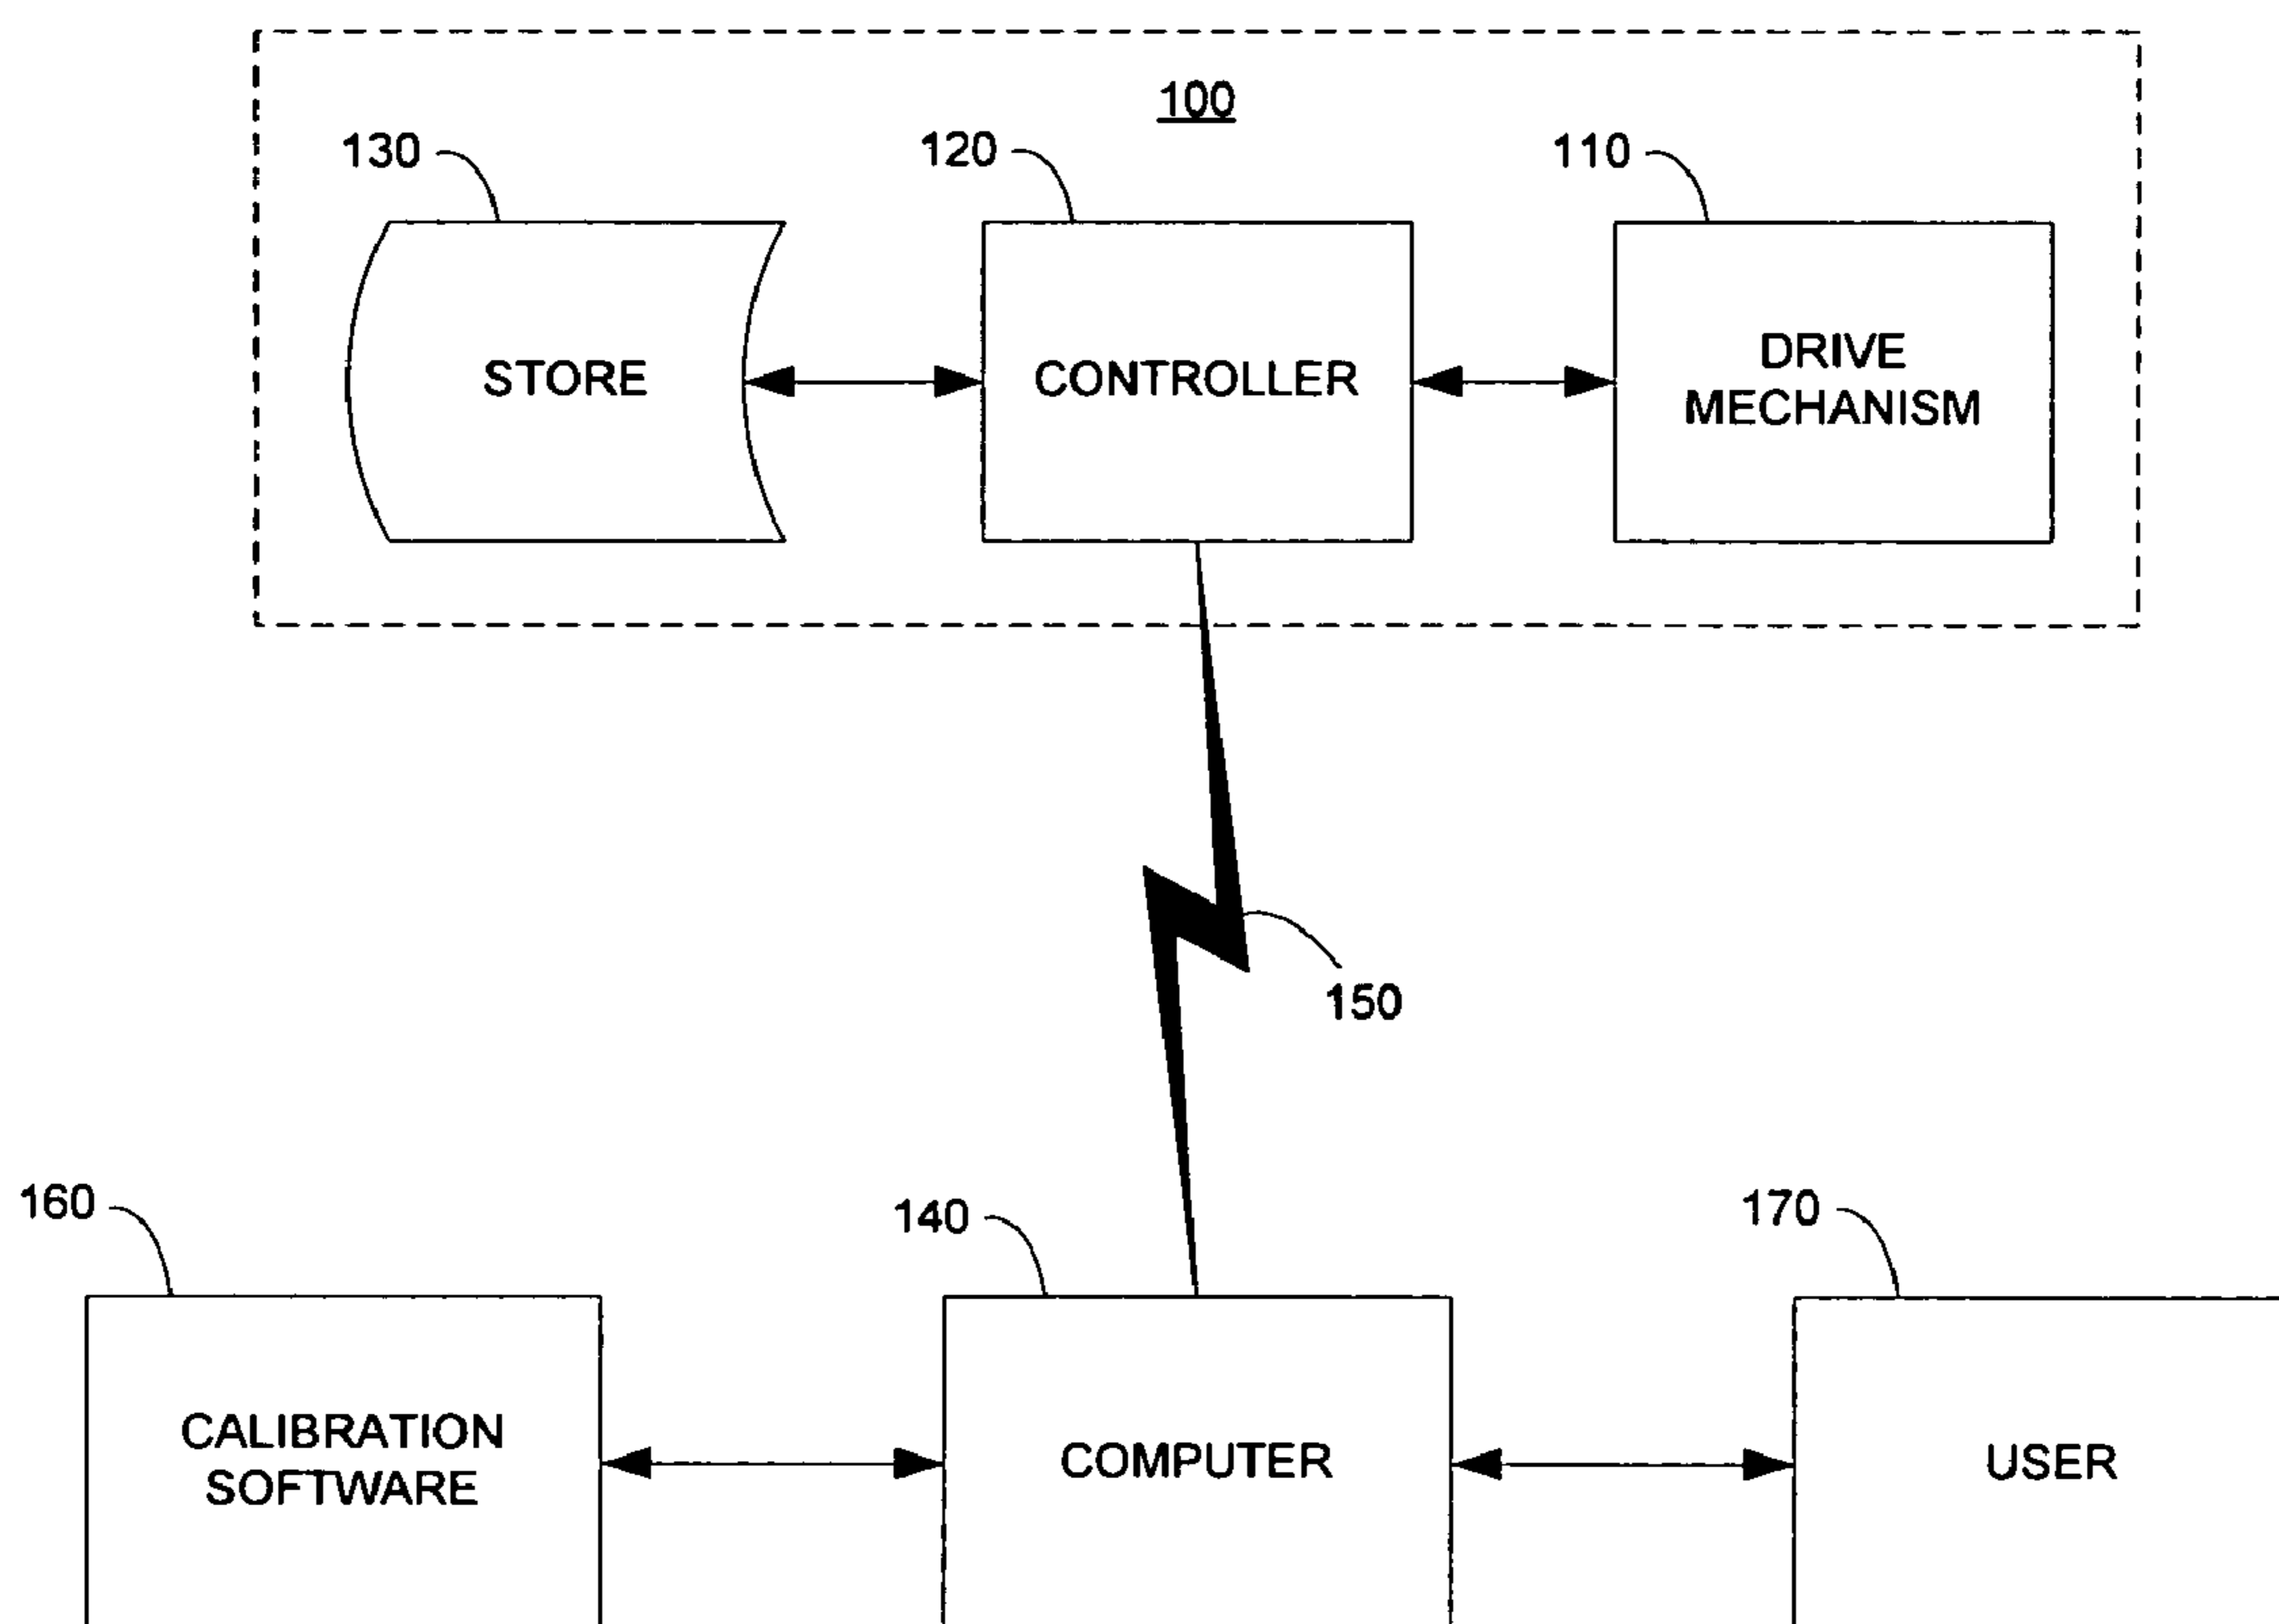 100
130
120
110
STORE
CONTROLLER
DRIVE
MECHANISM
150
160
140
170
CALIBRATION
SOFTWARE
COMPUTER
USER